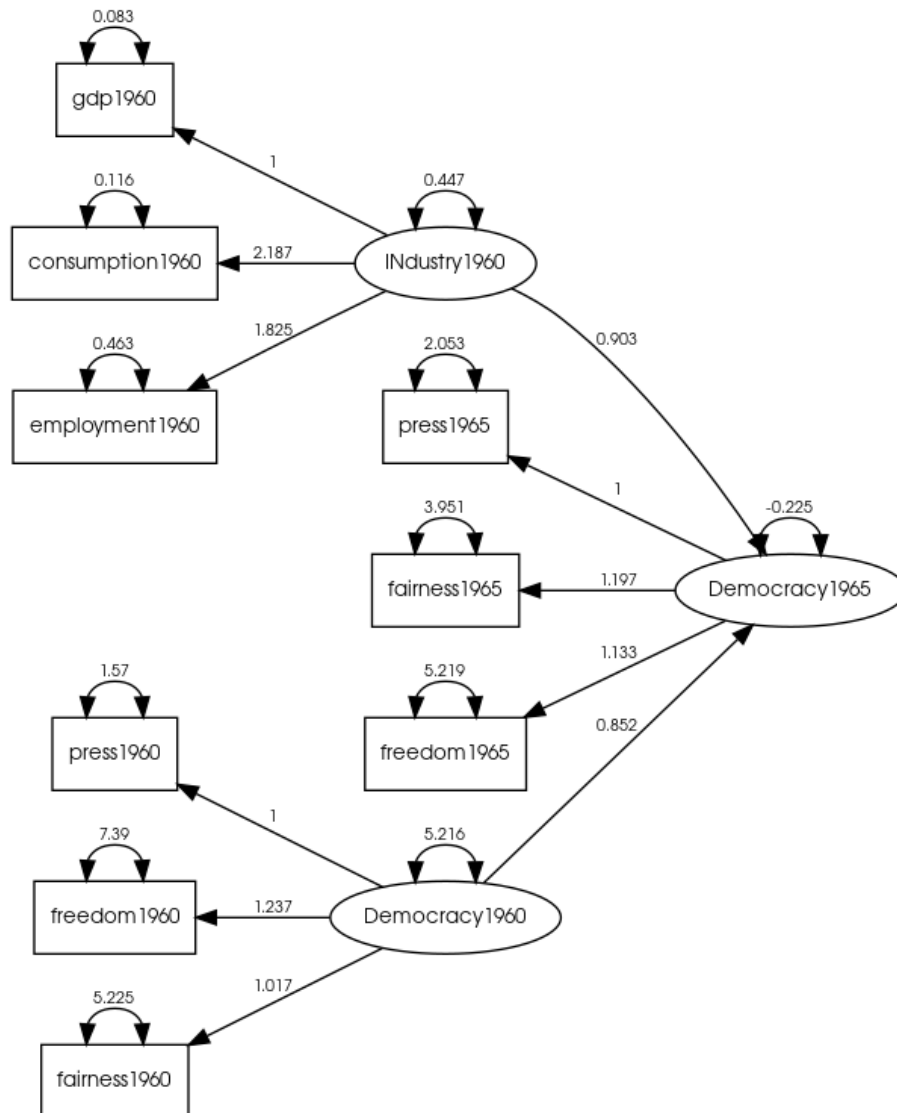 0.083
gdp1960
1
0.116
0.447
consumption1960
2.187
INdustry1960
1.825
0.903
0.463
2.053
employment1960
press1965
1
3.951
-0.225
fairness1965
1.197
Democracy1965
1.133
1.57
5.219
0.852
press1960
freedom1965
1
7.39
5.216
freedom1960
1.237
Democracy1960
1.017
5.225
fairness1960